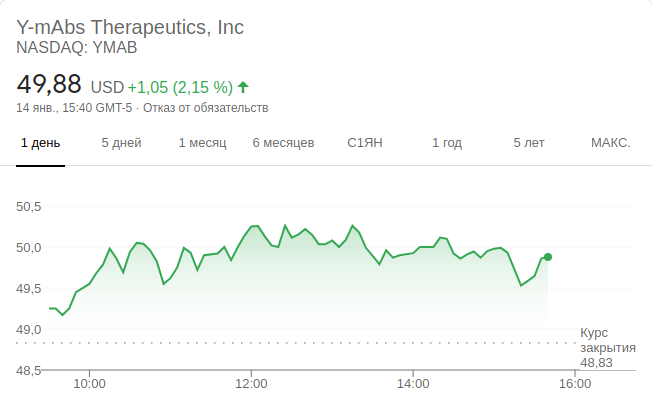 Y-mAbs Therapeutics, Inc
NASDAQ: YMAB
49,88 USD +1,05 (2,15 %)
14 янв., 15:40 GMT-5 · Отказ от обязательств
1 день 5 дней 1 месяц 6 месяцев С1ЯН 1 год 5 лет МАКС.
50,5
50,0
49,5
49,0
Курс
закрытия
48,83
48,5
10:00 12:00 14:00 16:00